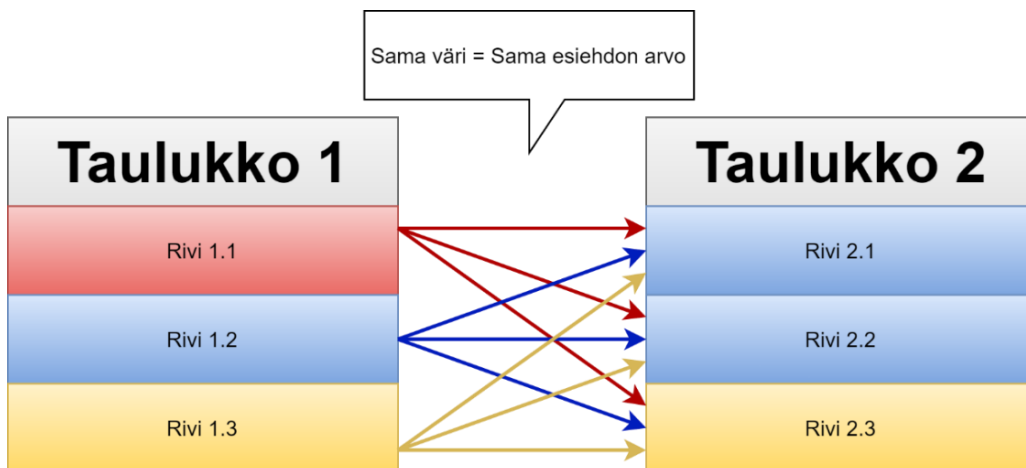 Sama väri = Sama esiehdon arvo
Taulukko 1
Taulukko 2
Rivi 1.1
Rivi 2.1
Rivi 1.2
Rivi 2.2
Rivi 1.3
Rivi 2.3